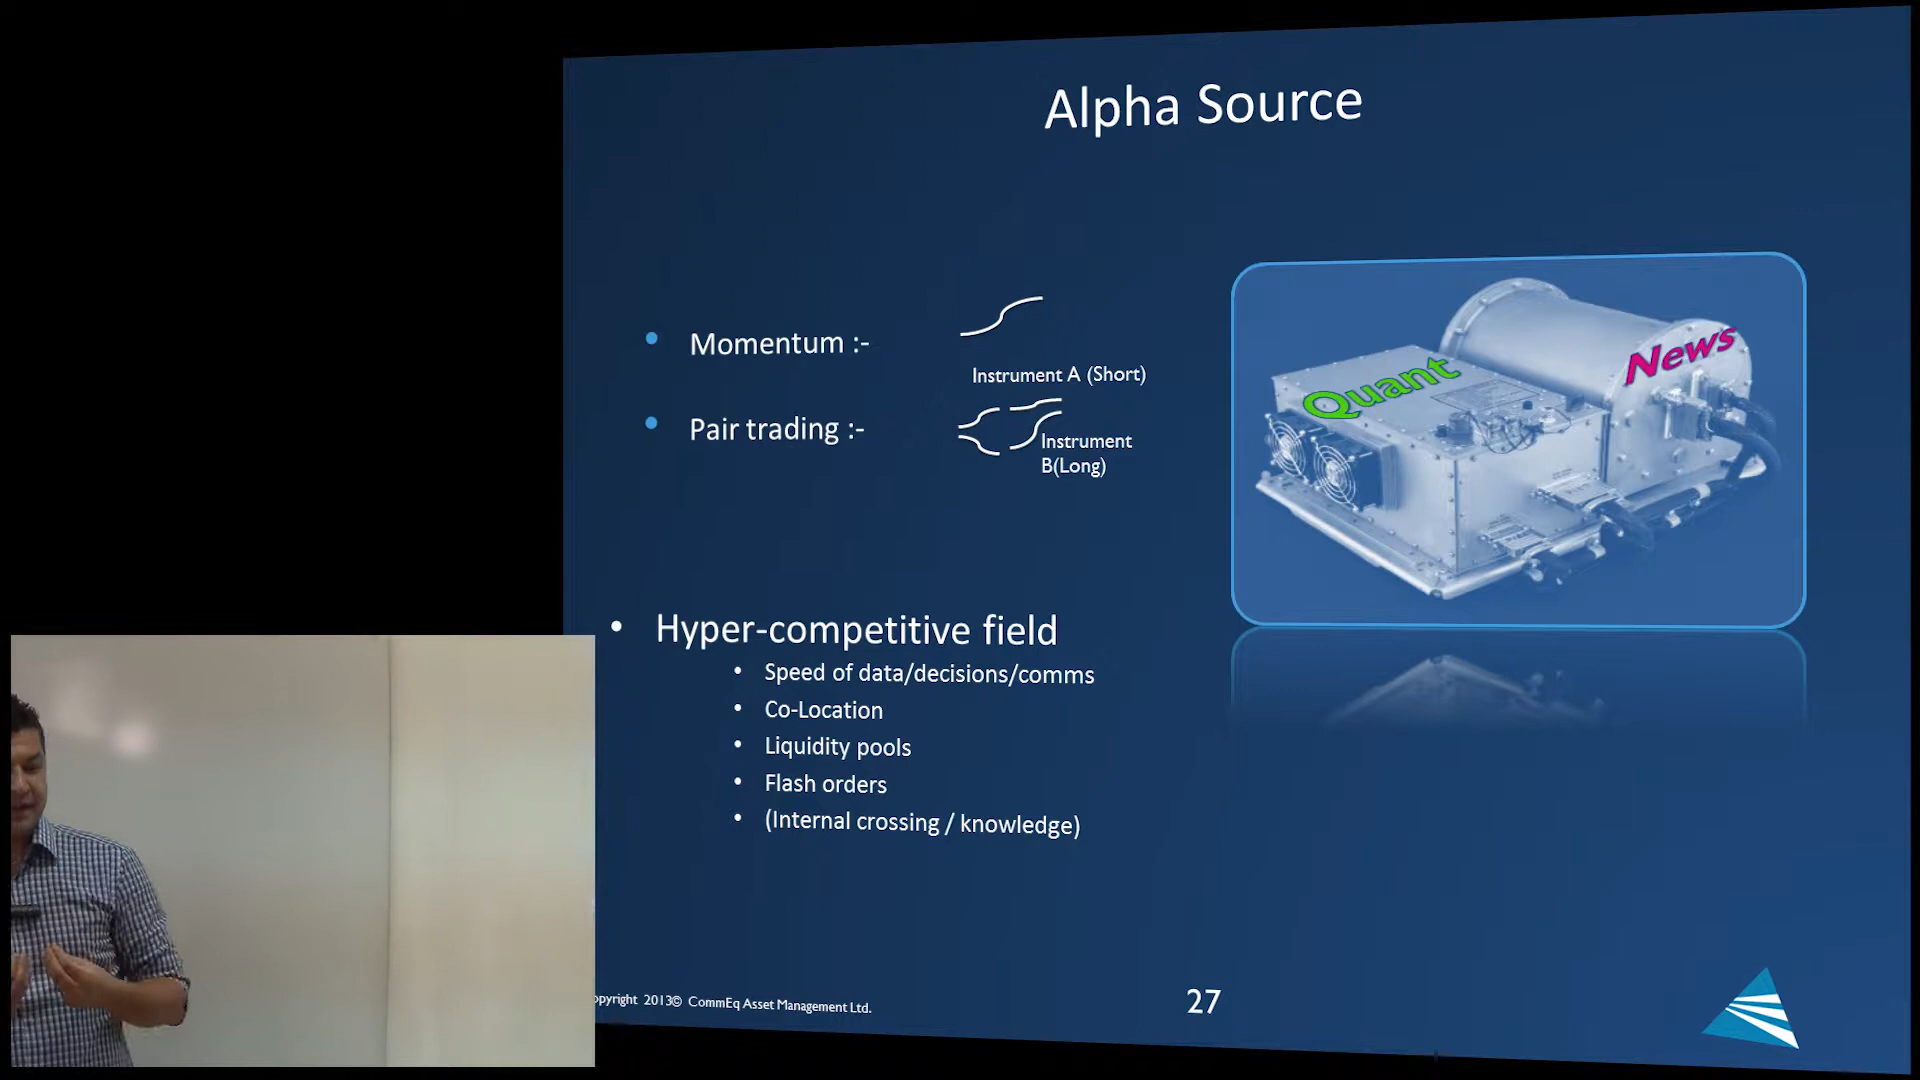 Alpha Source
Momentum :-
Instrument A (Short)
Pair trading :-
Instrument
B(Long)
Quant
News
Hyper-competitive field
Speed of data/decisions/comms
Co-Location
Liquidity pools
Flash orders
(Internal crossing / knowledge)
opyright 2013© CommEq Asset Management Ltd.
27